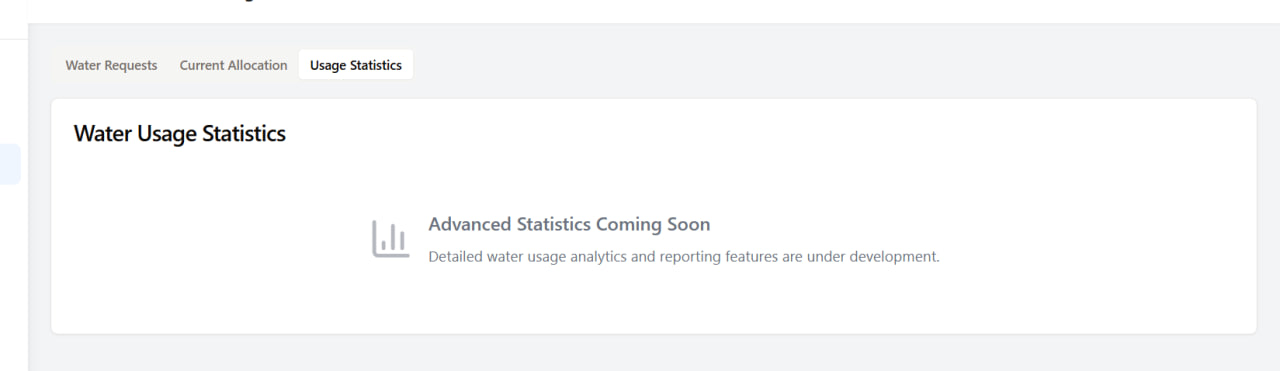 Water Requests Current Allocation Usage Statistics
Water Usage Statistics
Advanced Statistics Coming Soon
Detailed water usage analytics and reporting features are under development.